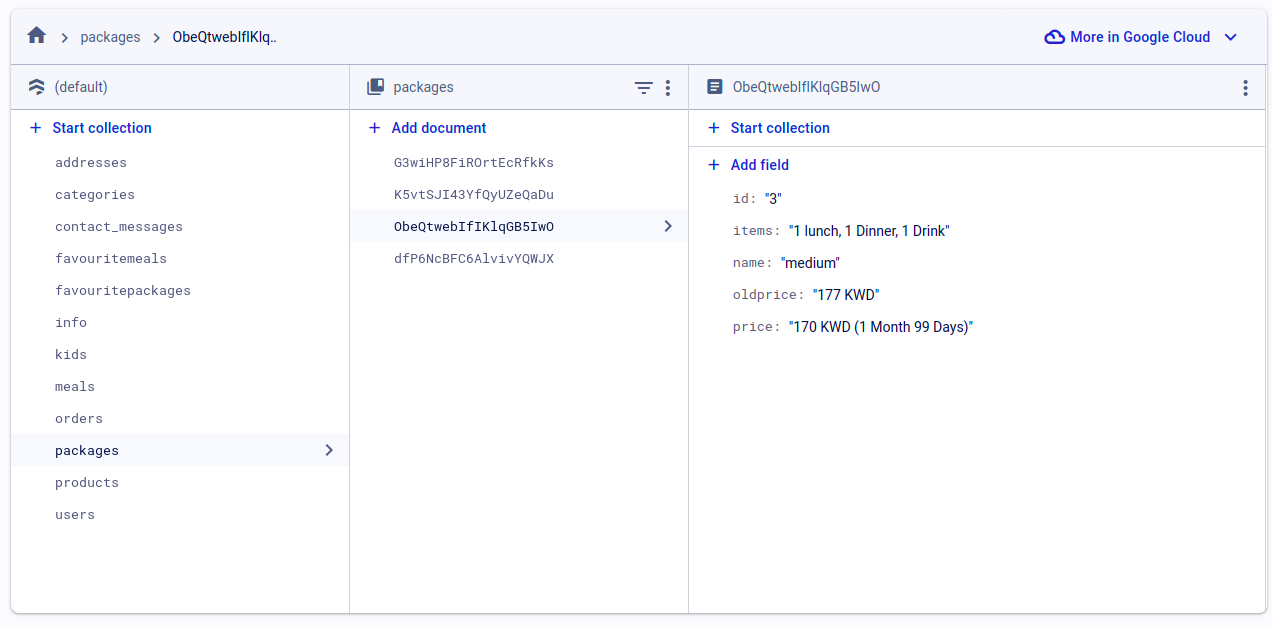 packages ObeQtwebIfIKlq..
More in Google Cloud
(default)
Start collection
addresses
categories
contact_messages
favouritemeals
favouritepackages
info
kids
meals
orders
packages
products
users
packages
Add document
G3wiHP8FiROrtEcRfkKs
K5vtSJI43YfQyUZeQaDu
ObeQtwebIfIKlqGB5IwO
dfP6NcBFC6AlvivYQWJX
ObeQtwebIfIKlqGB5IwO
Start collection
Add field
id: "3"
items: "1 lunch, 1 Dinner, 1 Drink"
name: "medium"
oldprice: "177 KWD"
price: "170 KWD (1 Month 99 Days)"